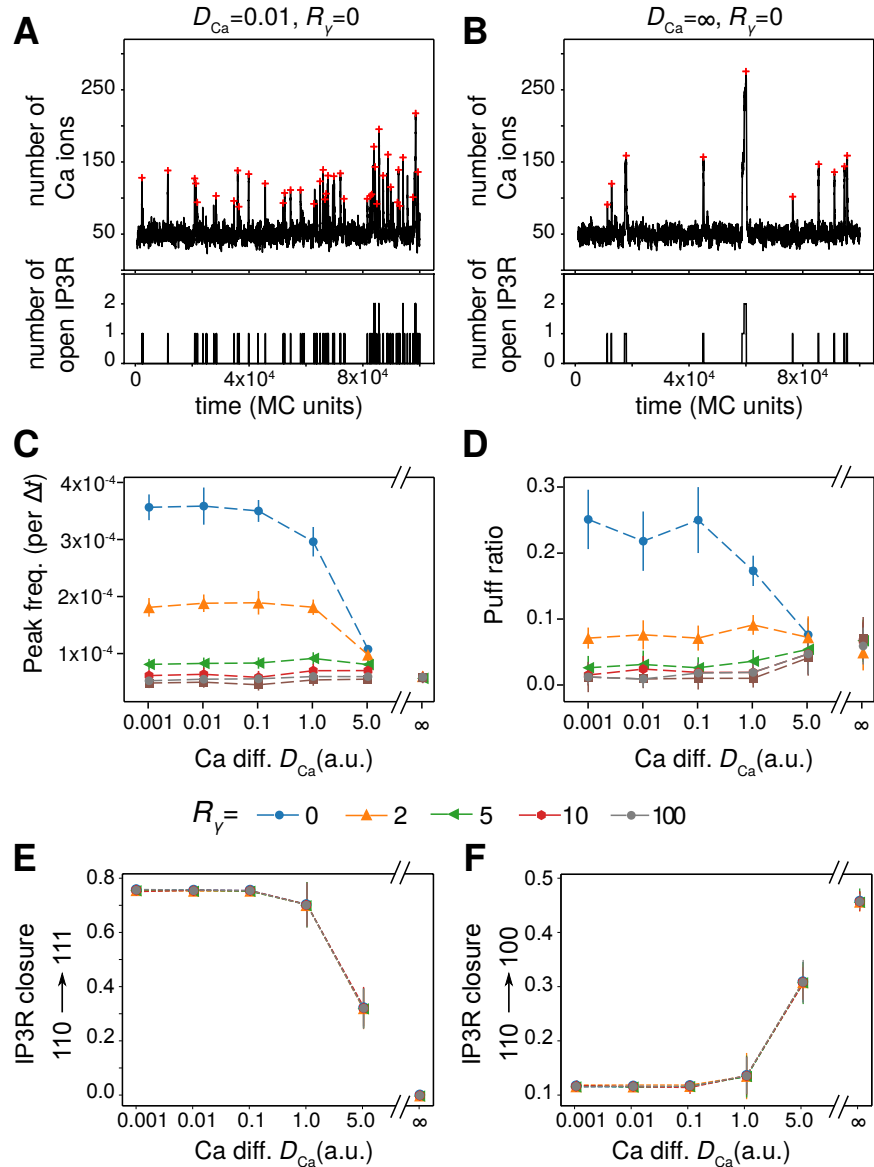 A
D_Ca=0.01, R_γ=0
number of
Ca ions
250
150
50
number of
open IP3R
2
1
0
0
4x10⁴
8x10⁴
time (MC units)
B
D_Ca=∞, R_γ=0
number of
Ca ions
250
150
50
number of
open IP3R
2
1
0
0
4x10⁴
8x10⁴
time (MC units)
C
Peak freq. (per Δt)
4x10⁻⁴
3x10⁻⁴
2x10⁻⁴
1x10⁻⁴
0.001 0.01 0.1 1.0 5.0 ∞
Ca diff. D_Ca(a.u.)
D
Puff ratio
0.3
0.2
0.1
0.0
0.001 0.01 0.1 1.0 5.0 ∞
Ca diff. D_Ca(a.u.)
R_γ= 0 2 5 10 100
E
IP3R closure
110 → 111
0.8
0.6
0.4
0.2
0.0
0.001 0.01 0.1 1.0 5.0 ∞
Ca diff. D_Ca(a.u.)
F
IP3R closure
110 → 100
0.5
0.4
0.3
0.2
0.1
0.001 0.01 0.1 1.0 5.0 ∞
Ca diff. D_Ca(a.u.)